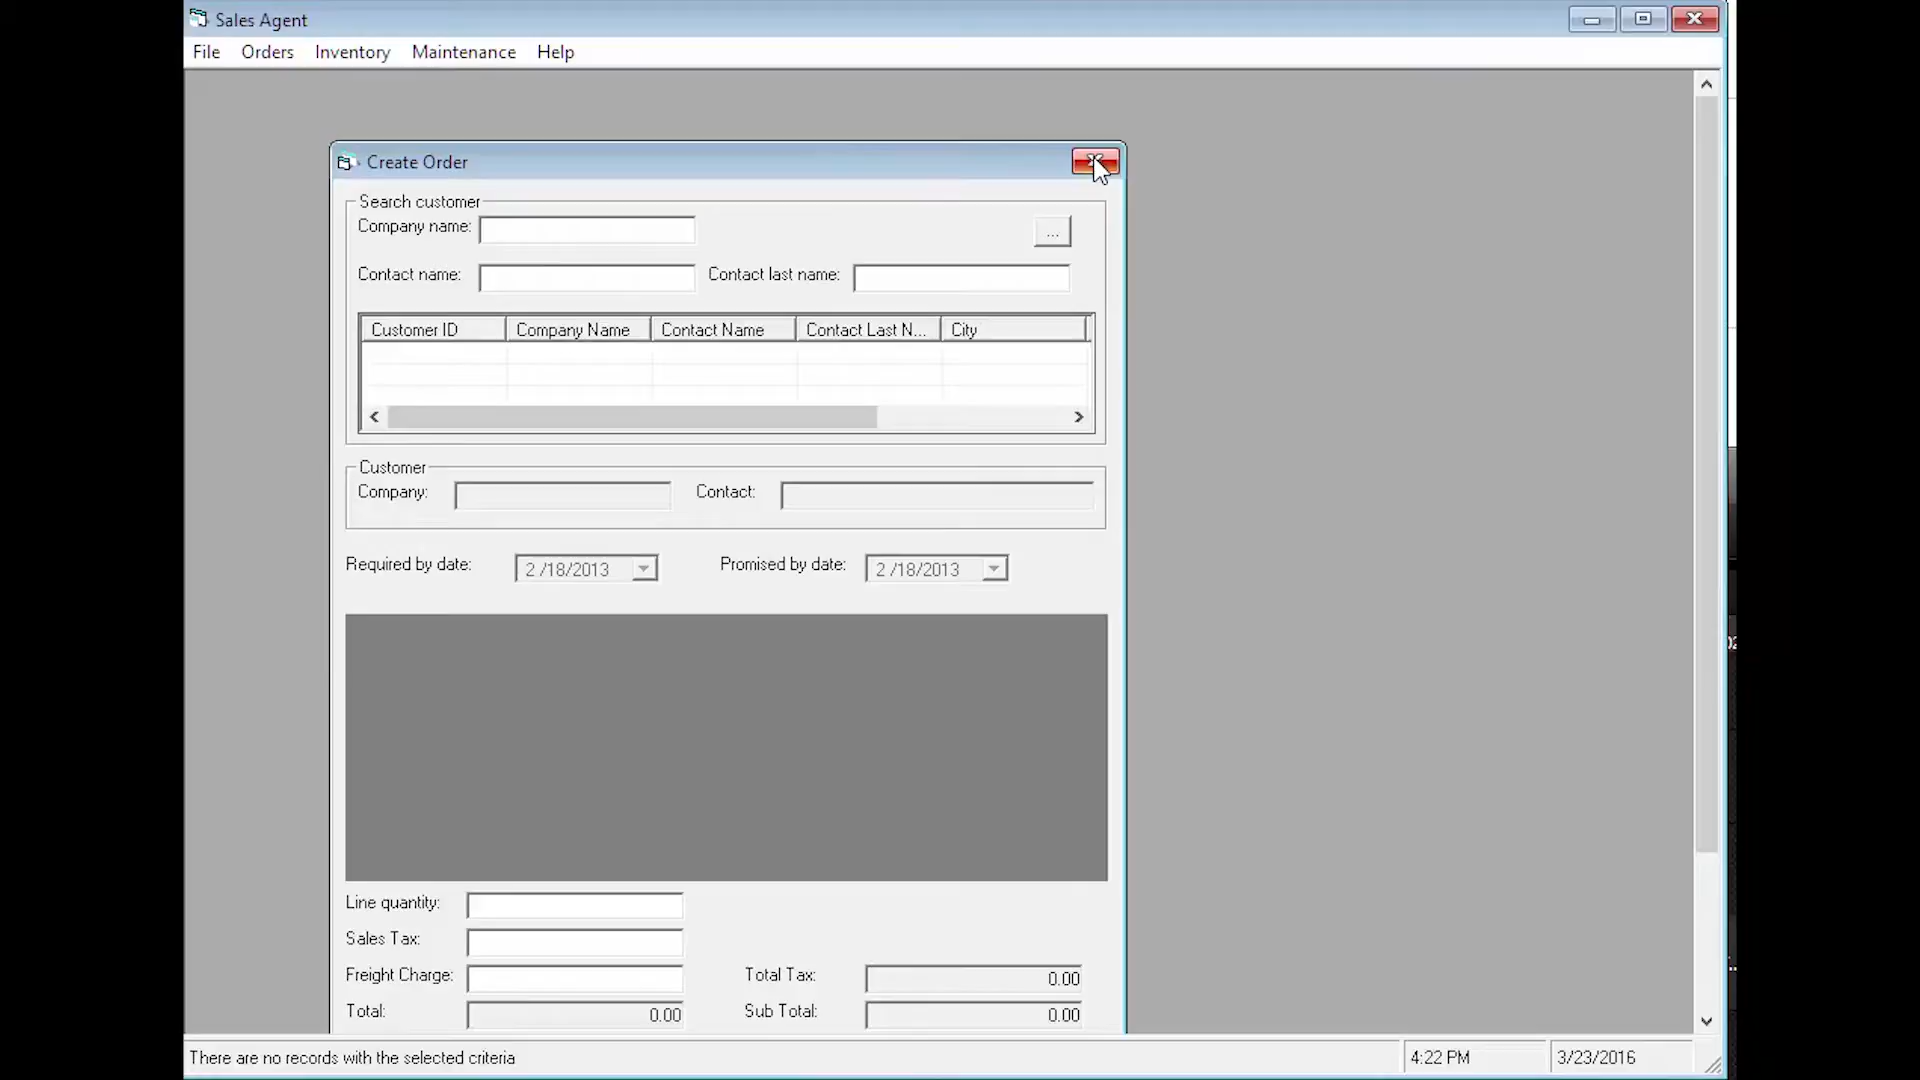 Sales Agent
File Orders Inventory Maintenance Help
Create Order
Search customer
Company name:
...
Contact name: Contact last name:
Customer ID Company Name Contact Name Contact Last N... City
Customer
Company: Contact:
Required by date: 2 /18/2013 Promised by date: 2 /18/2013
Line quantity:
Sales Tax:
Freight Charge: Total Tax: 0.00
Total: 0.00 Sub Total: 0.00
There are no records with the selected criteria 4:22 PM 3/23/2016